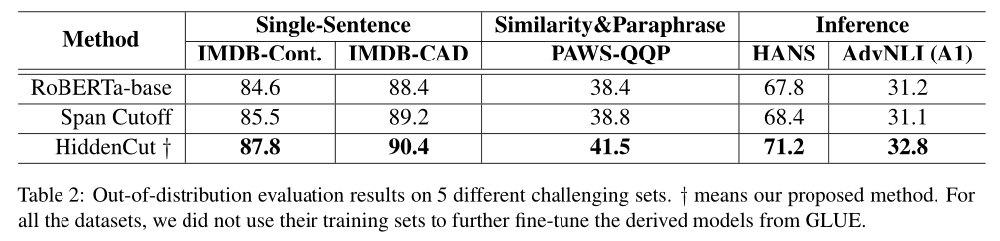 Method Single-Sentence Similarity&Paraphrase Inference
IMDB-Cont. IMDB-CAD PAWS-QQP HANS AdvNLI (A1)
RoBERTa-base 84.6 88.4 38.4 67.8 31.2
Span Cutoff 85.5 89.2 38.8 68.4 31.1
HiddenCut † 87.8 90.4 41.5 71.2 32.8
Table 2: Out-of-distribution evaluation results on 5 different challenging sets. † means our proposed method. For
all the datasets, we did not use their training sets to further fine-tune the derived models from GLUE.